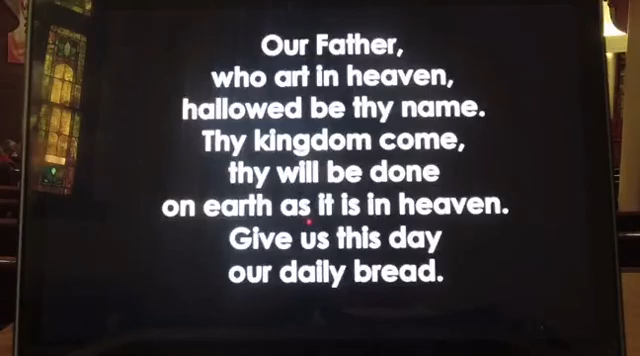 Our Father,
who art in heaven,
hallowed be thy name.
Thy kingdom come,
thy will be done
on earth as it is in heaven.
Give us this day
our daily bread.